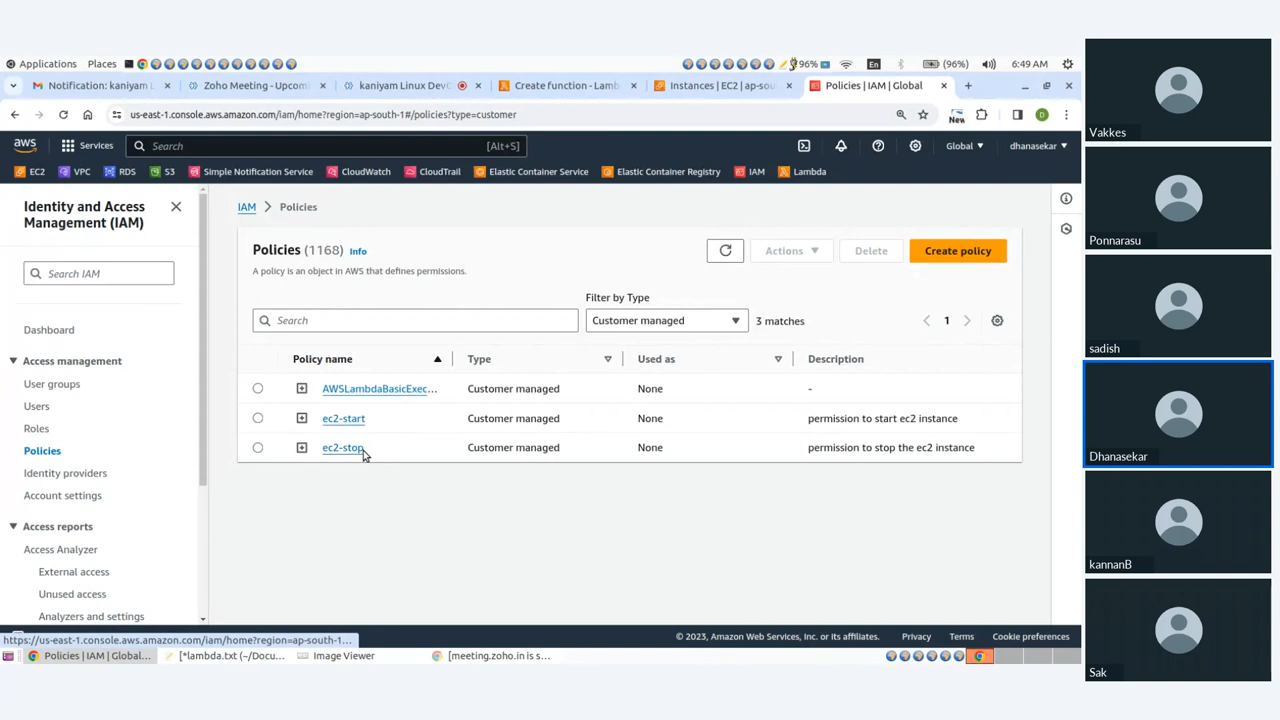 Applications Places 96% En (96%) 6:49 AM
Notification: kaniyam L Zoho Meeting - Upcomi kaniyam Linux DevO Create function - Lamb Instances | EC2 | ap-sou Policies | IAM | Global
us-east-1.console.aws.amazon.com/iam/home?region=ap-south-1#/policies?type=customer New D
aws Services Search [Alt+S] Global dhanasekar
EC2 VPC RDS S3 Simple Notification Service CloudWatch CloudTrail Elastic Container Service Elastic Container Registry IAM Lambda
Identity and Access
Management (IAM)
Search IAM
Dashboard
Access management
User groups
Users
Roles
Policies
Identity providers
Account settings
Access reports
Access Analyzer
External access
Unused access
Analyzers and settings
IAM > Policies
Policies (1168) Info
A policy is an object in AWS that defines permissions.
Actions Delete Create policy
Filter by Type
Search Customer managed 3 matches 1
Policy name Type Used as Description
AWSLambdaBasicExec... Customer managed None -
ec2-start Customer managed None permission to start ec2 instance
ec2-stop Customer managed None permission to stop the ec2 instance
https://us-east-1.console.aws.amazon.com/iam/home?region=ap-south-1...
© 2023, Amazon Web Services, Inc. or its affiliates. Privacy Terms Cookie preferences
Policies | IAM | Global... [*lambda.txt (~/Docu... Image Viewer [meeting.zoho.in is s...
Vakkes
Ponnarasu
sadish
Dhanasekar
kannanB
Sak